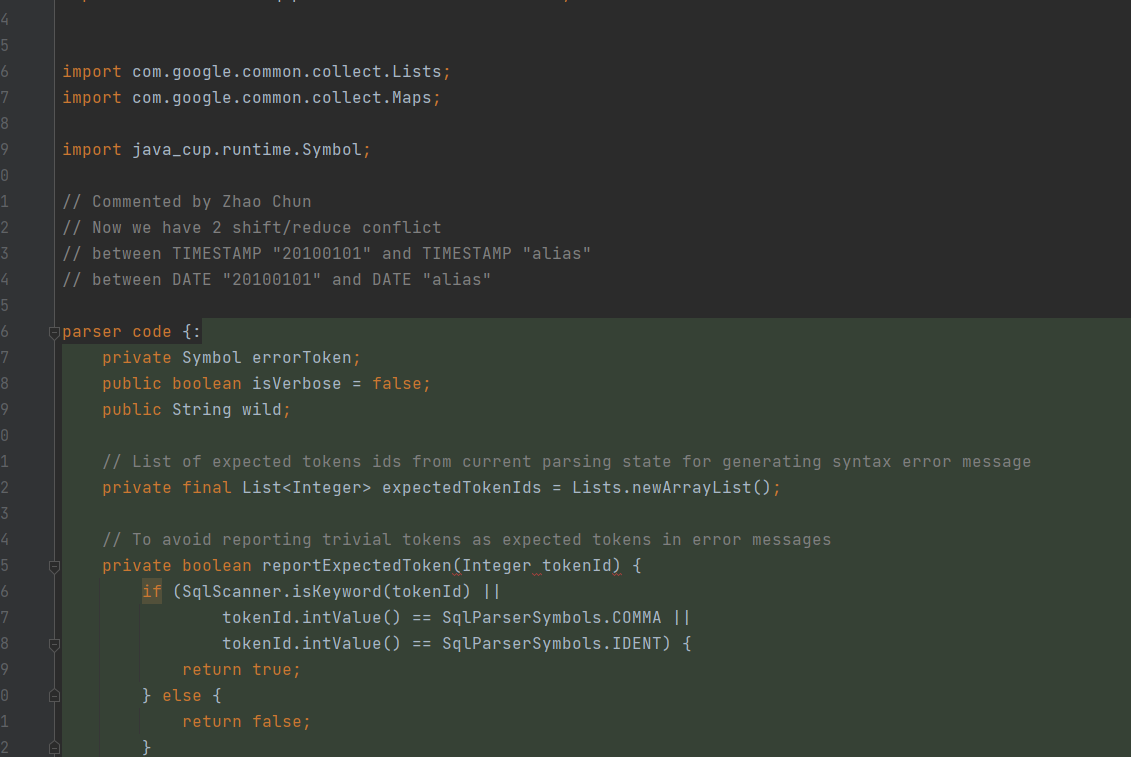 4
5
6 import com.google.common.collect.Lists;
7 import com.google.common.collect.Maps;
8
9 import java_cup.runtime.Symbol;
0
1 // Commented by Zhao Chun
2 // Now we have 2 shift/reduce conflict
3 // between TIMESTAMP "20100101" and TIMESTAMP "alias"
4 // between DATE "20100101" and DATE "alias"
5
6 parser code {:
7     private Symbol errorToken;
8     public boolean isVerbose = false;
9     public String wild;
0
1     // List of expected tokens ids from current parsing state for generating syntax error message
2     private final List<Integer> expectedTokenIds = Lists.newArrayList();
3
4     // To avoid reporting trivial tokens as expected tokens in error messages
5     private boolean reportExpectedToken(Integer tokenId) {
6         if (SqlScanner.isKeyword(tokenId) ||
7                 tokenId.intValue() == SqlParserSymbols.COMMA ||
8                 tokenId.intValue() == SqlParserSymbols.IDENT) {
9             return true;
0         } else {
1             return false;
2         }